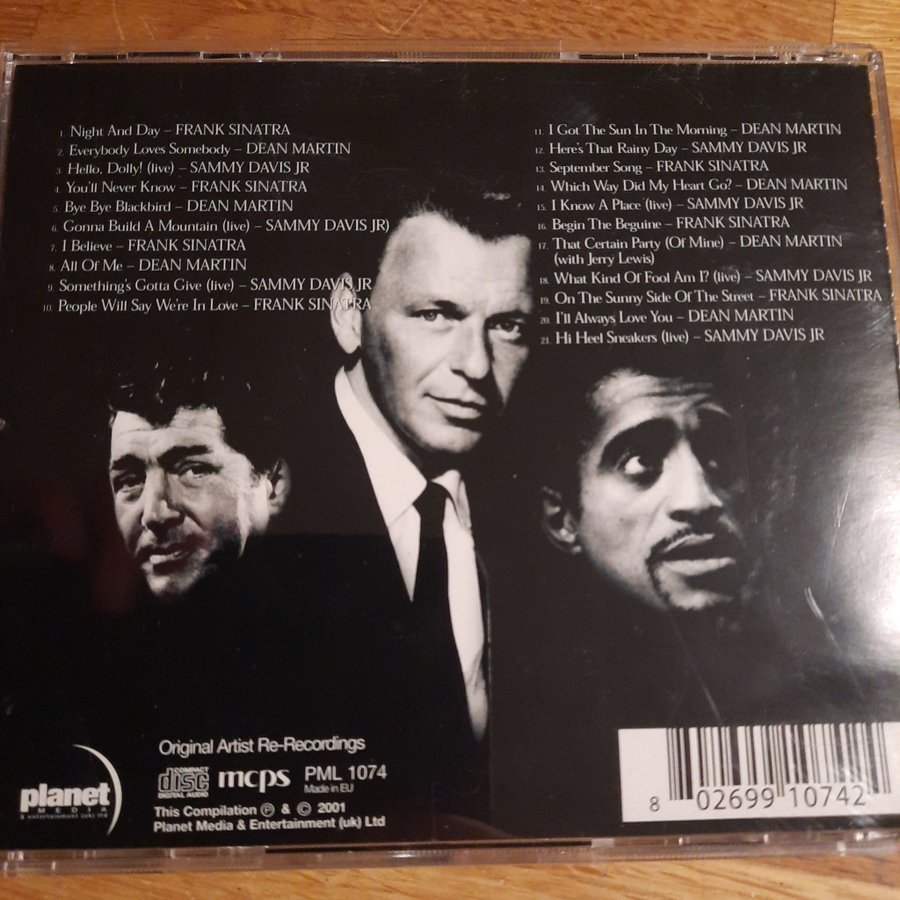 1. Night And Day – FRANK SINATRA
2. Everybody Loves Somebody – DEAN MARTIN
3. Hello, Dolly! (live) – SAMMY DAVIS JR
4. You'll Never Know – FRANK SINATRA
5. Bye Bye Blackbird – DEAN MARTIN
6. Gonna Build A Mountain (live) – SAMMY DAVIS JR)
7. I Believe – FRANK SINATRA
8. All Of Me – DEAN MARTIN
9. Something's Gotta Give (live) – SAMMY DAVIS JR
10. People Will Say We're In Love – FRANK SINATRA
11. I Got The Sun In The Morning – DEAN MARTIN
12. Here's That Rainy Day – SAMMY DAVIS JR
13. September Song – FRANK SINATRA
14. Which Way Did My Heart Go? – DEAN MARTIN
15. I Know A Place (live) – SAMMY DAVIS JR
16. Begin The Beguine – FRANK SINATRA
17. That Certain Party (Of Mine) – DEAN MARTIN
(with Jerry Lewis)
18. What Kind Of Fool Am I? (live) – SAMMY DAVIS JR
19. On The Sunny Side Of The Street – FRANK SINATRA
20. I'll Always Love You – DEAN MARTIN
21. Hi Heel Sneakers (live) – SAMMY DAVIS JR
planet
MEDIA
& entertainment (uk) ltd
Original Artist Re-Recordings
COMPACT
disc
DIGITAL AUDIO
mcps
PML 1074
Made in EU
This Compilation ℗ & © 2001
Planet Media & Entertainment (uk) Ltd
8 02699 10742